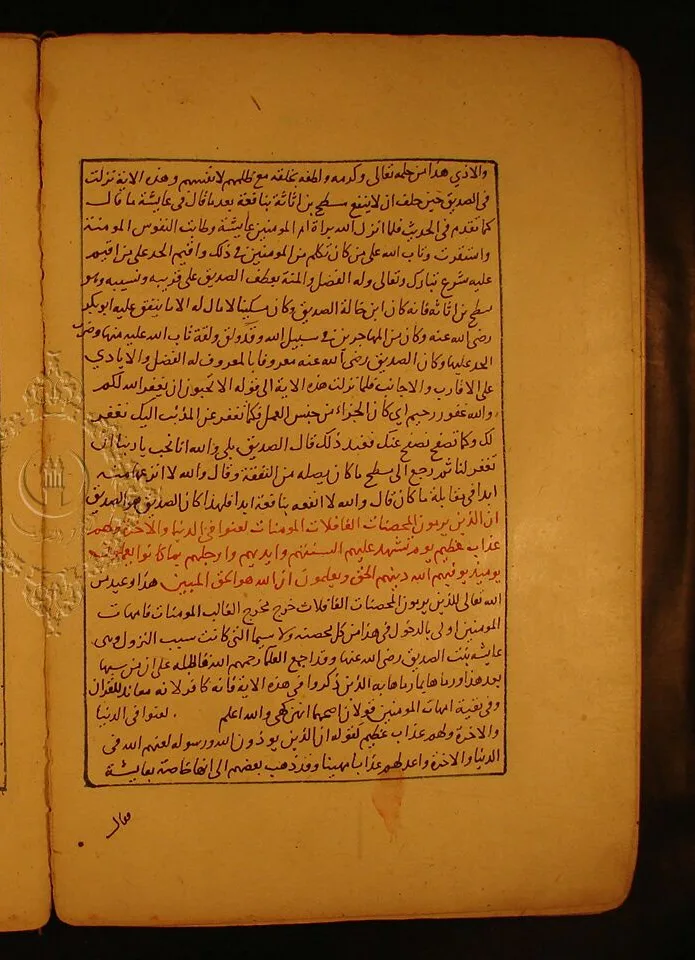 والاذي هذا من حلمه تعالى وكرمه ولطفه بخلقه مع ظلمهم لانفسهم وهذه الاية نزلت
في الصديق حين حلف ان لا ينفع مسطح بن اثاثة بنافعة بعد ما قال في عايشة ما قال
كما تقدم في الحديث فلما انزل الله براة ام المومنين عايشة وطابت النفوس المومنة
واستقرت وتاب الله على من كان تكلم من المومنين في ذلك واقيم الحد على من اقيم
عليه شرع تبارك وتعالى وله الفضل والمنة يعطف الصديق على قريبه ونسيبه وهو
مسطح بن اثاثه فانه كان ابن خالة الصديق وكان مسكينا لا مال له الا ما ينفق عليه ابو بكر
رضي الله عنه وكان من المهاجرين في سبيل الله وقد ولق ولقة تاب الله عليه منها وضرب
الحد عليها وكان الصديق رضي الله عنه معروفا بالمعروف له الفضل والايادي
على الاقارب والاجانب فلما نزلت هذه الاية الى قوله الا تحبون ان يغفر الله لكم
والله غفور رحيم اي كان الجزاء من جنس العمل فكما تغفر عن المذنب اليك نغفر
لك وكما تصفح نصفح عنك فعند ذلك قال الصديق بلى والله انا نحب يا ربنا ان
تغفر لنا ثم رجع الى مسطح ما كان يصله من النفقة وقال والله لا انزعها منه
ابدا في مقابلة ما كان قال والله لا انفعه بنافعة ابدا فلهذا كان الصديق هو الصديق
ان الذين يرمون المحصنات الغافلات المومنات لعنوا في الدنيا والاخرة ولهم
عذاب عظيم يوم تشهد عليهم السنتهم وايديهم وارجلهم بما كانوا يعملون
يوميذ يوفيهم الله دينهم الحق ويعلمون ان الله هو الحق المبين هذا وعيد من
الله تعالى للذين يرمون المحصنات الغافلات خرج مخرج الغالب المومنات فامهات
المومنين اولى بالدخول في هذا من كل محصنه ولا سيما التي كانت سبب النزول وهي
عايشه بنت الصديق رضي الله عنها وقد اجمع العلماء رحمهم الله قاطبة على ان من سبها
بعد هذا ورماها بما رماها به الذين ذكروا في هذه الاية فانه كافر لانه معاند للقران
وفي بقية امهات المومنين قولان اصحهما انهن كهي والله اعلم لعنوا في الدنيا
والاخرة ولهم عذاب عظيم كقوله ان الذين يوذون الله ورسوله لعنهم الله في
الدنيا والاخرة واعد لهم عذابا مهينا وقد ذهب بعضهم الى انها خاصة بعايشة
فقال